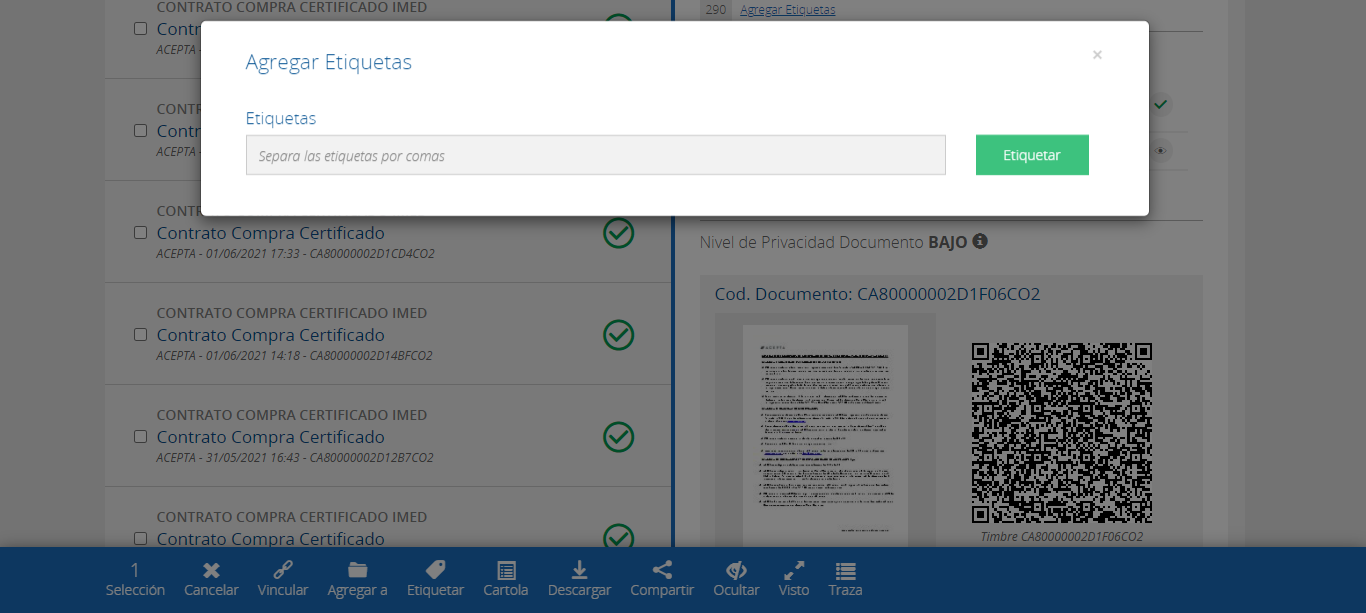 CONTRATO COMPRA CERTIFICADO IMED
Contr
ACEPTA -
290 Agregar Etiquetas
Agregar Etiquetas
×
Etiquetas
Separa las etiquetas por comas
Etiquetar
CONTR
Contr
ACEPTA -
CONTR
Contrato Compra Certificado
ACEPTA - 01/06/2021 17:33 - CA80000002D1CD4CO2
CONTRATO COMPRA CERTIFICADO IMED
Contrato Compra Certificado
ACEPTA - 01/06/2021 14:18 - CA80000002D14BFCO2
CONTRATO COMPRA CERTIFICADO IMED
Contrato Compra Certificado
ACEPTA - 31/05/2021 16:43 - CA80000002D12B7CO2
CONTRATO COMPRA CERTIFICADO IMED
Contrato Compra Certificado
Nivel de Privacidad Documento BAJO
Cod. Documento: CA80000002D1F06CO2
Timbre CA80000002D1F06CO2
1
Selección Cancelar Vincular Agregar a Etiquetar Cartola Descargar Compartir Ocultar Visto Traza